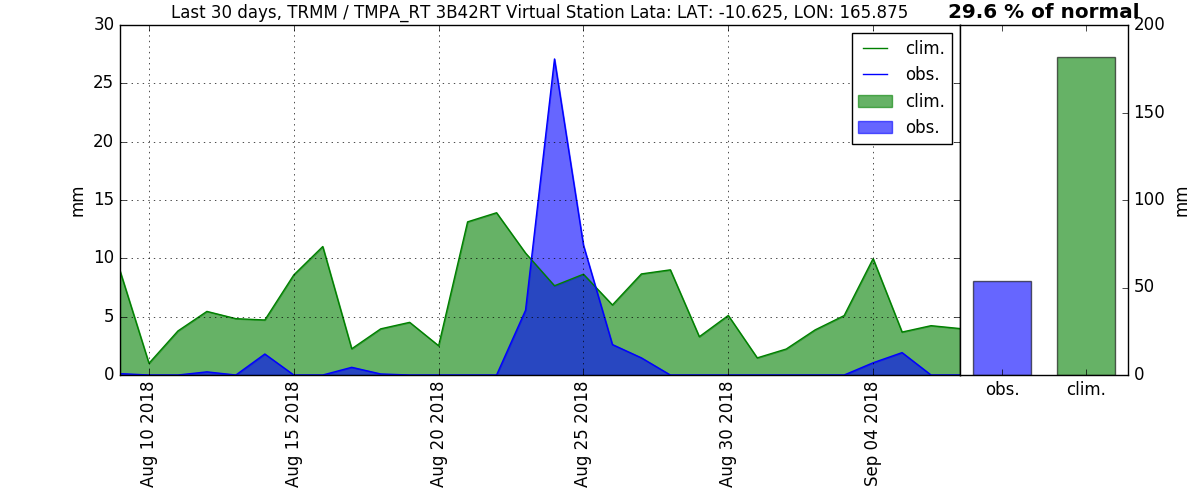 Last 30 days, TRMM / TMPA_RT 3B42RT Virtual Station Lata: LAT: -10.625, LON: 165.875
29.6 % of normal
30
25
20
15
10
5
0
mm
clim.
obs.
clim.
obs.
Aug 10 2018
Aug 15 2018
Aug 20 2018
Aug 25 2018
Aug 30 2018
Sep 04 2018
200
150
100
50
0
mm
obs.
clim.